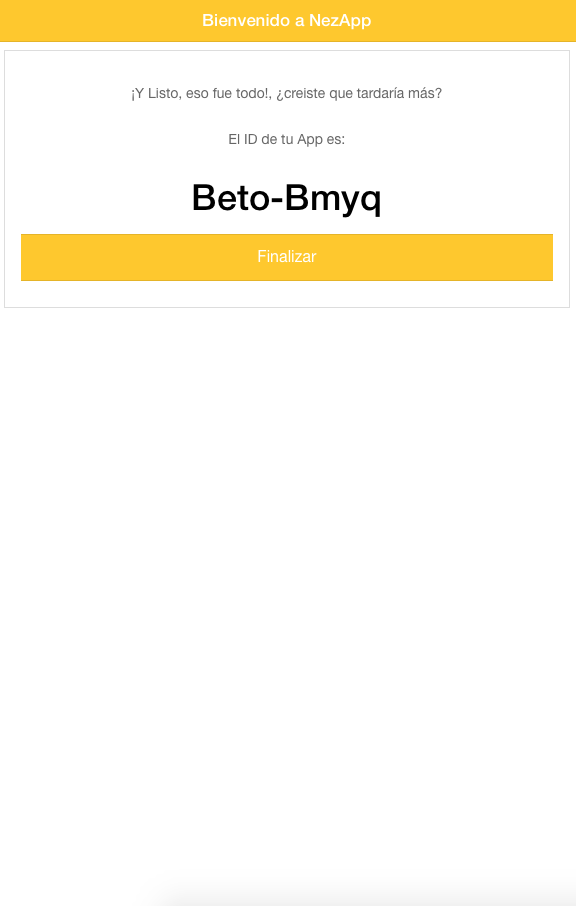 Bienvenido a NezApp
¡Y Listo, eso fue todo!, ¿creiste que tardaría más?
El ID de tu App es:
Beto-Bmyq
Finalizar